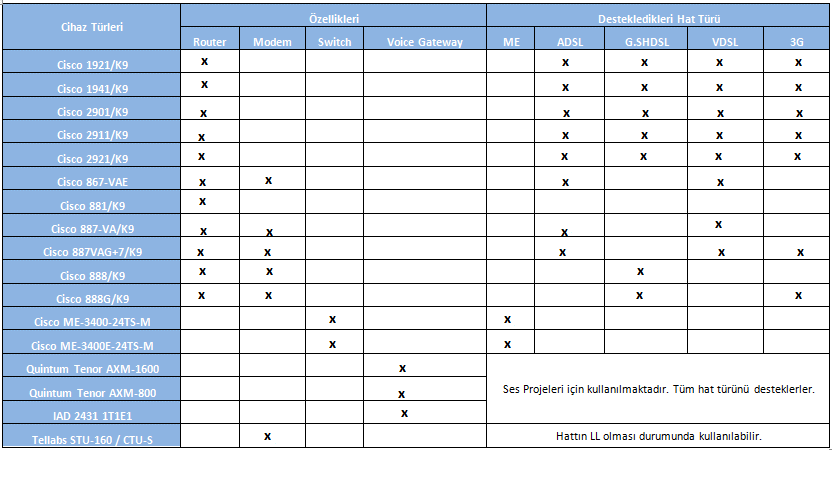 Cihaz Türleri Özellikleri Destekledikleri Hat Türü
Router Modem Switch Voice Gateway ME ADSL G.SHDSL VDSL 3G
Cisco 1921/K9 x x x x x
Cisco 1941/K9 x x x x x
Cisco 2901/K9 x x x x x
Cisco 2911/K9 x x x x x
Cisco 2921/K9 x x x x x
Cisco 867-VAE x x x x
Cisco 881/K9 x
Cisco 887-VA/K9 x x x x
Cisco 887VAG+7/K9 x x x x x
Cisco 888/K9 x x x
Cisco 888G/K9 x x x x
Cisco ME-3400-24TS-M x x
Cisco ME-3400E-24TS-M x x
Quintum Tenor AXM-1600 x
Quintum Tenor AXM-800 x
Ses Projeleri için kullanılmaktadır. Tüm hat türünü desteklerler.
IAD 2431 1T1E1 x
Tellabs STU-160 / CTU-S x Hattın LL olması durumunda kullanılabilir.